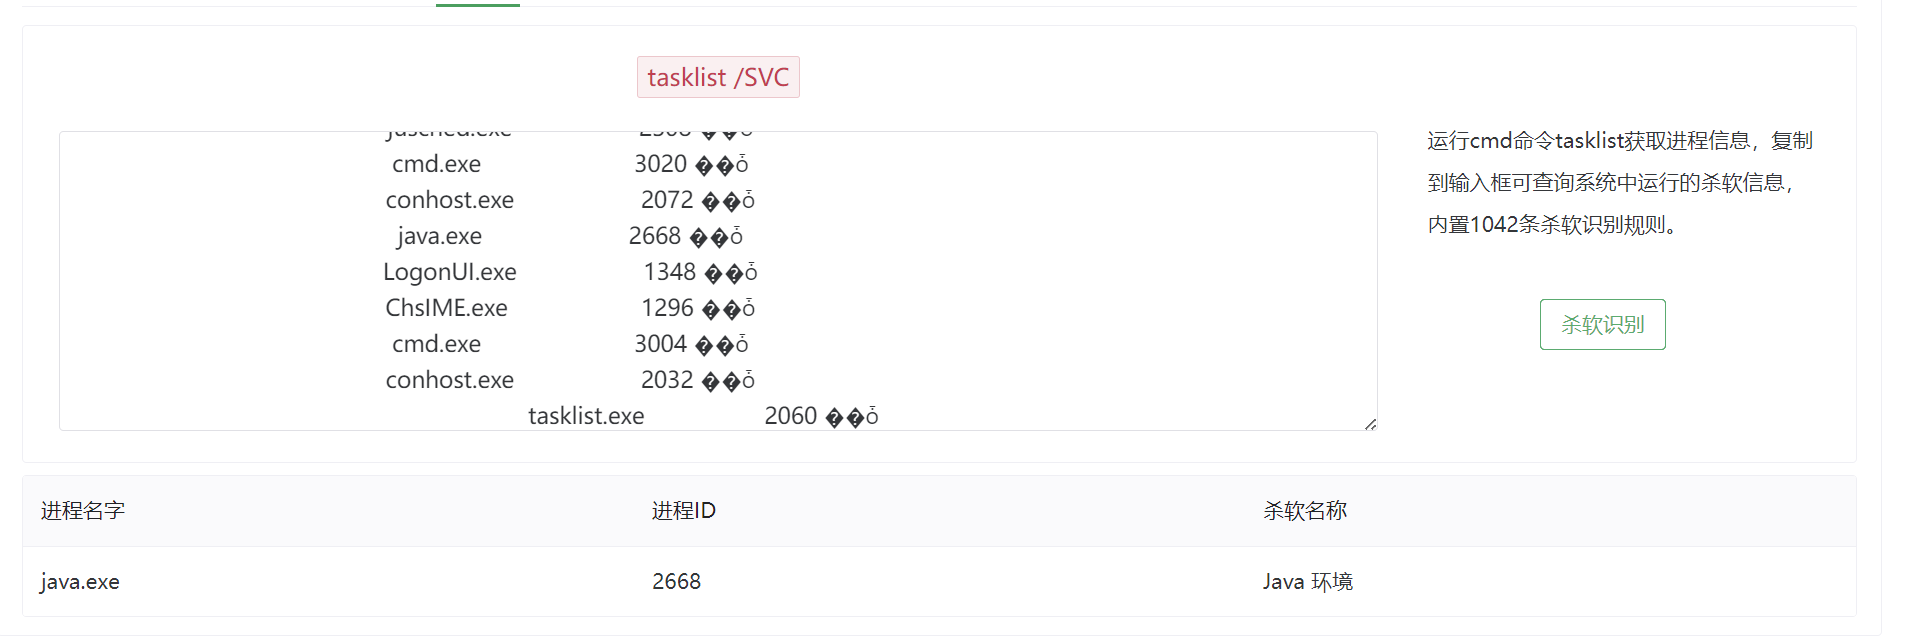 tasklist /SVC
jusched.exe 2568 ��ȱ
cmd.exe 3020 ��ȱ
conhost.exe 2072 ��ȱ
java.exe 2668 ��ȱ
LogonUI.exe 1348 ��ȱ
ChsIME.exe 1296 ��ȱ
cmd.exe 3004 ��ȱ
conhost.exe 2032 ��ȱ
tasklist.exe 2060 ��ȱ
运行cmd命令tasklist获取进程信息，复制
到输入框可查询系统中运行的杀软信息，
内置1042条杀软识别规则。
杀软识别
进程名字 进程ID 杀软名称
java.exe 2668 Java 环境